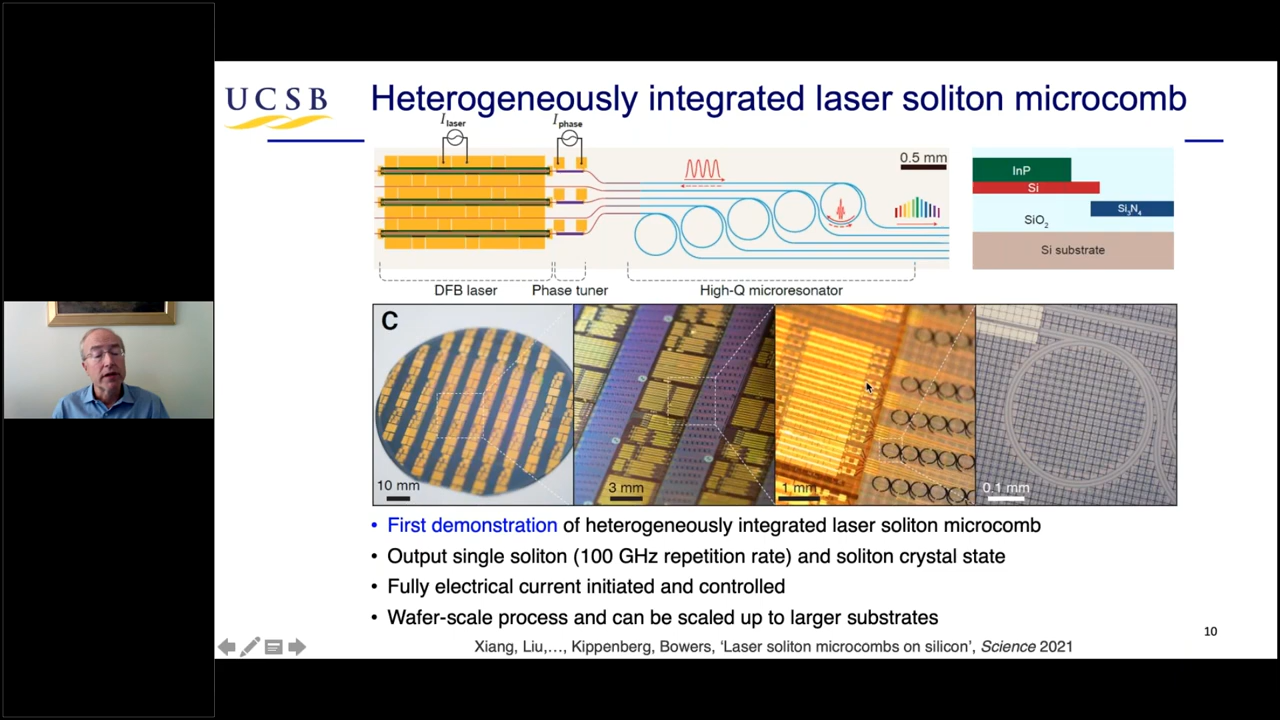 UCSB
Heterogeneously integrated laser soliton microcomb
I laser
I phase
0.5 mm
InP
Si
Si3N4
SiO2
Si substrate
DFB laser
Phase tuner
High-Q microresonator
C
10 mm
3 mm
1 mm
0.1 mm
• First demonstration of heterogeneously integrated laser soliton microcomb
• Output single soliton (100 GHz repetition rate) and soliton crystal state
• Fully electrical current initiated and controlled
• Wafer-scale process and can be scaled up to larger substrates
10
Xiang, Liu,…, Kippenberg, Bowers, ‘Laser soliton microcombs on silicon’, Science 2021